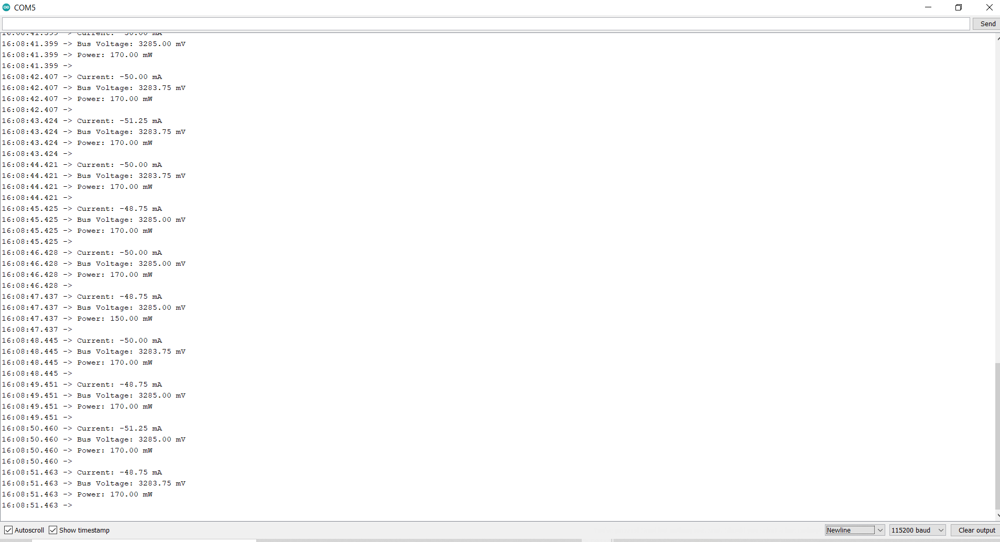 COM5
Send
16:08:41.399 -> Current: -50.00 mA
16:08:41.399 -> Bus Voltage: 3285.00 mV
16:08:41.399 -> Power: 170.00 mW
16:08:41.399 ->
16:08:42.407 -> Current: -50.00 mA
16:08:42.407 -> Bus Voltage: 3283.75 mV
16:08:42.407 -> Power: 170.00 mW
16:08:42.407 ->
16:08:43.424 -> Current: -51.25 mA
16:08:43.424 -> Bus Voltage: 3283.75 mV
16:08:43.424 -> Power: 170.00 mW
16:08:43.424 ->
16:08:44.421 -> Current: -50.00 mA
16:08:44.421 -> Bus Voltage: 3283.75 mV
16:08:44.421 -> Power: 170.00 mW
16:08:44.421 ->
16:08:45.425 -> Current: -48.75 mA
16:08:45.425 -> Bus Voltage: 3285.00 mV
16:08:45.425 -> Power: 170.00 mW
16:08:45.425 ->
16:08:46.428 -> Current: -50.00 mA
16:08:46.428 -> Bus Voltage: 3285.00 mV
16:08:46.428 -> Power: 170.00 mW
16:08:46.428 ->
16:08:47.437 -> Current: -48.75 mA
16:08:47.437 -> Bus Voltage: 3285.00 mV
16:08:47.437 -> Power: 150.00 mW
16:08:47.437 ->
16:08:48.445 -> Current: -50.00 mA
16:08:48.445 -> Bus Voltage: 3283.75 mV
16:08:48.445 -> Power: 170.00 mW
16:08:48.445 ->
16:08:49.451 -> Current: -48.75 mA
16:08:49.451 -> Bus Voltage: 3285.00 mV
16:08:49.451 -> Power: 170.00 mW
16:08:49.451 ->
16:08:50.460 -> Current: -51.25 mA
16:08:50.460 -> Bus Voltage: 3285.00 mV
16:08:50.460 -> Power: 170.00 mW
16:08:50.460 ->
16:08:51.463 -> Current: -48.75 mA
16:08:51.463 -> Bus Voltage: 3283.75 mV
16:08:51.463 -> Power: 170.00 mW
16:08:51.463 ->
Autoscroll Show timestamp Newline 115200 baud Clear output